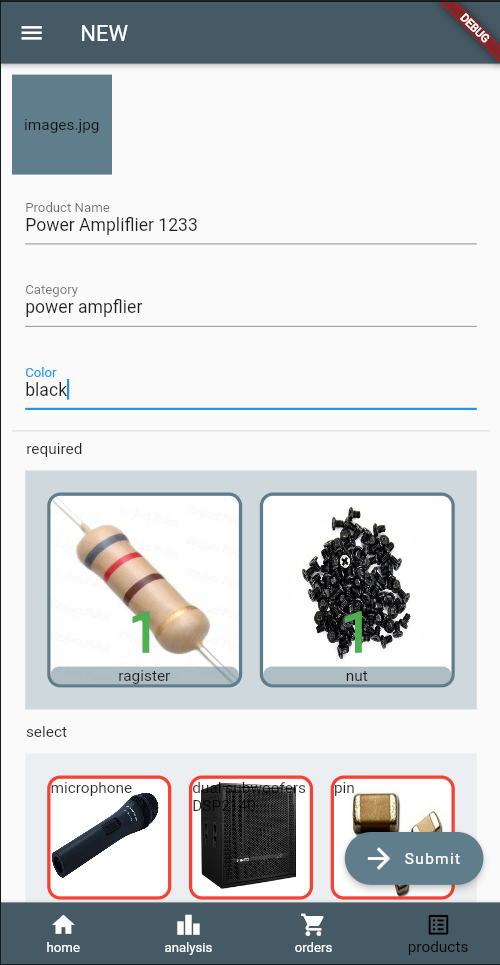 NEW
DEBUG
images.jpg
Product Name
Power Ampliflier 1233
Category
power ampflier
Color
black
required
1
1
ragister
nut
select
microphone
dual subwoofers
DSP2140
pin
Submit
home
analysis
orders
products